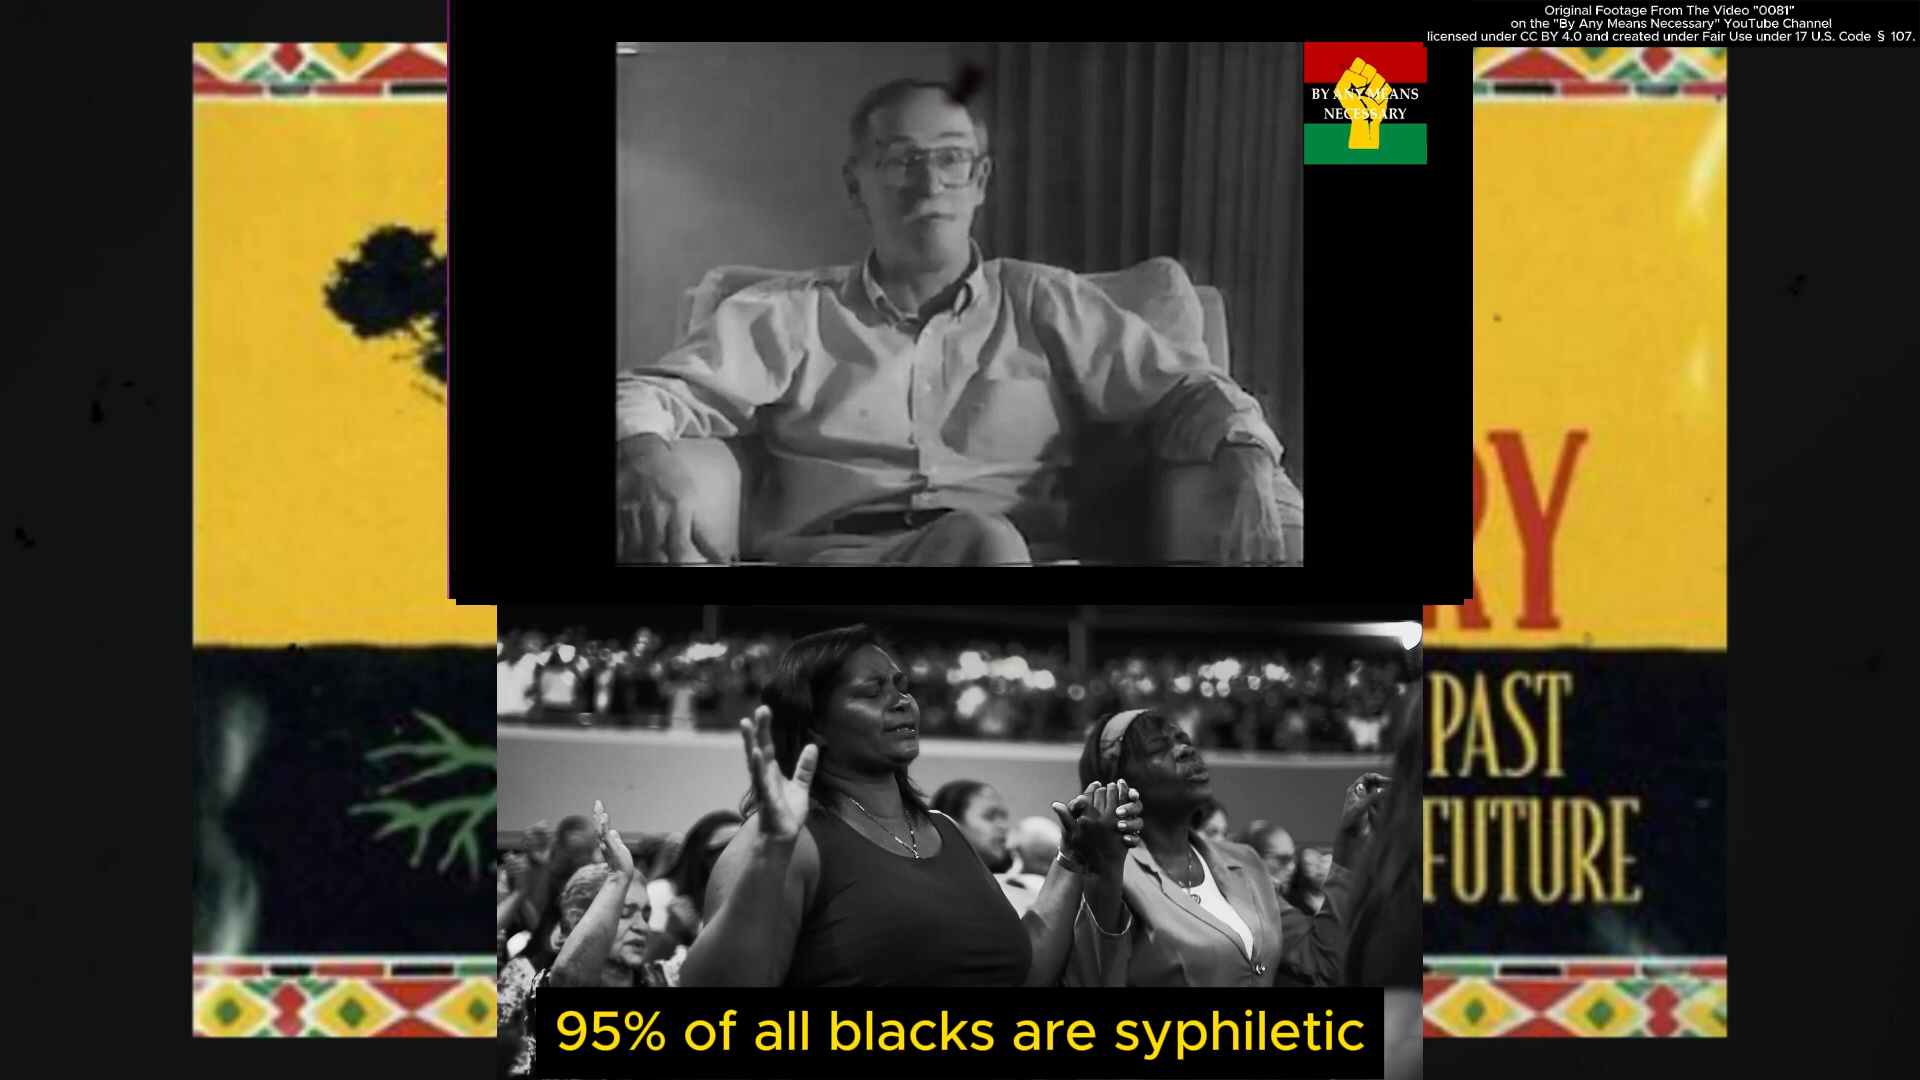 Original Footage From The Video "0081"
on the "By Any Means Necessary" YouTube Channel
licensed under CC BY 4.0 and created under Fair Use under 17 U.S. Code § 107.
BY ANY MEANS
NECESSARY
RY
PAST
FUTURE
95% of all blacks are syphiletic